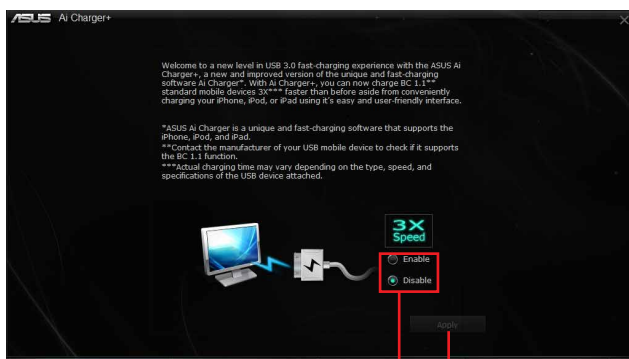 ASUS Ai Charger+
Welcome to a new level in USB 3.0 fast-charging experience with the ASUS Ai
Charger+, a new and improved version of the unique and fast-charging
software Ai Charger*. With Ai Charger+, you can now charge BC 1.1**
standard mobile devices 3X*** faster than before aside from conveniently
charging your iPhone, iPod, or iPad using it's easy and user-friendly interface.
*ASUS Ai Charger is a unique and fast-charging software that supports the
iPhone, iPod, and iPad.
**Contact the manufacturer of your USB mobile device to check if it supports
the BC 1.1 function.
***Actual charging time may vary depending on the type, speed, and
specifications of the USB device attached.
3X
Speed
Enable
Disable
Apply